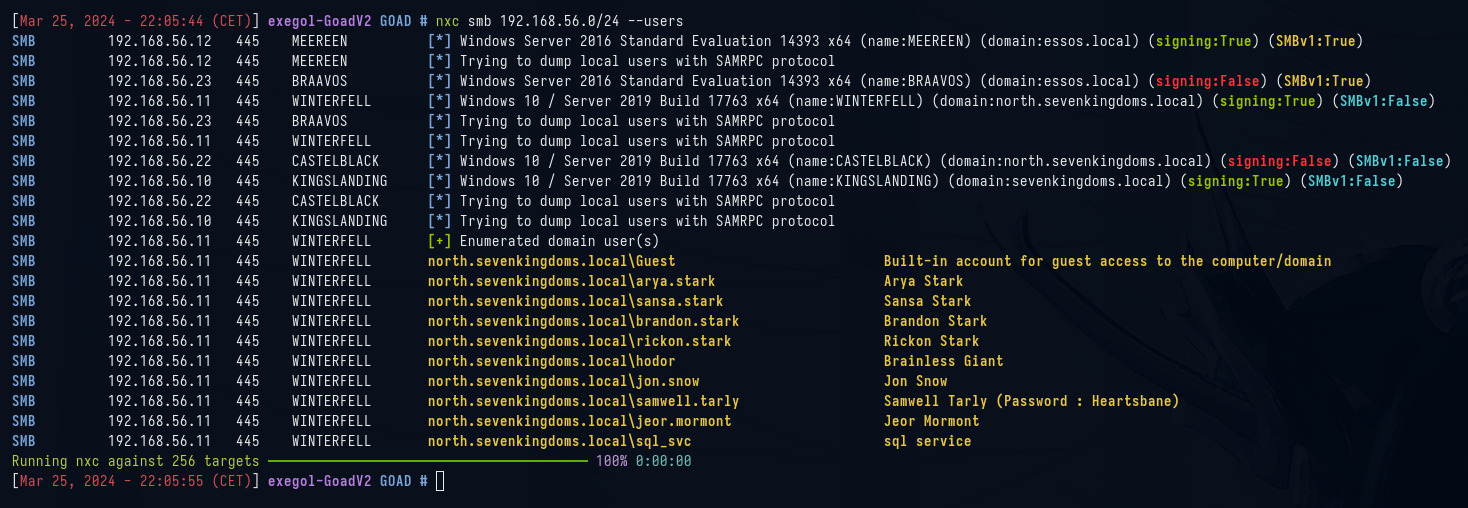 [Mar 25, 2024 - 22:05:44 (CET)] exegol-GoadV2 GOAD # nxc smb 192.168.56.0/24 --users
SMB 192.168.56.12 445 MEEREEN [*] Windows Server 2016 Standard Evaluation 14393 x64 (name:MEEREEN) (domain:essos.local) (signing:True) (SMBv1:True)
SMB 192.168.56.12 445 MEEREEN [*] Trying to dump local users with SAMRPC protocol
SMB 192.168.56.23 445 BRAAVOS [*] Windows Server 2016 Standard Evaluation 14393 x64 (name:BRAAVOS) (domain:essos.local) (signing:False) (SMBv1:True)
SMB 192.168.56.11 445 WINTERFELL [*] Windows 10 / Server 2019 Build 17763 x64 (name:WINTERFELL) (domain:north.sevenkingdoms.local) (signing:True) (SMBv1:False)
SMB 192.168.56.23 445 BRAAVOS [*] Trying to dump local users with SAMRPC protocol
SMB 192.168.56.11 445 WINTERFELL [*] Trying to dump local users with SAMRPC protocol
SMB 192.168.56.22 445 CASTELBLACK [*] Windows 10 / Server 2019 Build 17763 x64 (name:CASTELBLACK) (domain:north.sevenkingdoms.local) (signing:False) (SMBv1:False)
SMB 192.168.56.10 445 KINGSLANDING [*] Windows 10 / Server 2019 Build 17763 x64 (name:KINGSLANDING) (domain:sevenkingdoms.local) (signing:True) (SMBv1:False)
SMB 192.168.56.22 445 CASTELBLACK [*] Trying to dump local users with SAMRPC protocol
SMB 192.168.56.10 445 KINGSLANDING [*] Trying to dump local users with SAMRPC protocol
SMB 192.168.56.11 445 WINTERFELL [+] Enumerated domain user(s)
SMB 192.168.56.11 445 WINTERFELL north.sevenkingdoms.local\Guest Built-in account for guest access to the computer/domain
SMB 192.168.56.11 445 WINTERFELL north.sevenkingdoms.local\arya.stark Arya Stark
SMB 192.168.56.11 445 WINTERFELL north.sevenkingdoms.local\sansa.stark Sansa Stark
SMB 192.168.56.11 445 WINTERFELL north.sevenkingdoms.local\brandon.stark Brandon Stark
SMB 192.168.56.11 445 WINTERFELL north.sevenkingdoms.local\rickon.stark Rickon Stark
SMB 192.168.56.11 445 WINTERFELL north.sevenkingdoms.local\hodor Brainless Giant
SMB 192.168.56.11 445 WINTERFELL north.sevenkingdoms.local\jon.snow Jon Snow
SMB 192.168.56.11 445 WINTERFELL north.sevenkingdoms.local\samwell.tarly Samwell Tarly (Password : Heartsbane)
SMB 192.168.56.11 445 WINTERFELL north.sevenkingdoms.local\jeor.mormont Jeor Mormont
SMB 192.168.56.11 445 WINTERFELL north.sevenkingdoms.local\sql_svc sql service
Running nxc against 256 targets 100% 0:00:00
[Mar 25, 2024 - 22:05:55 (CET)] exegol-GoadV2 GOAD #